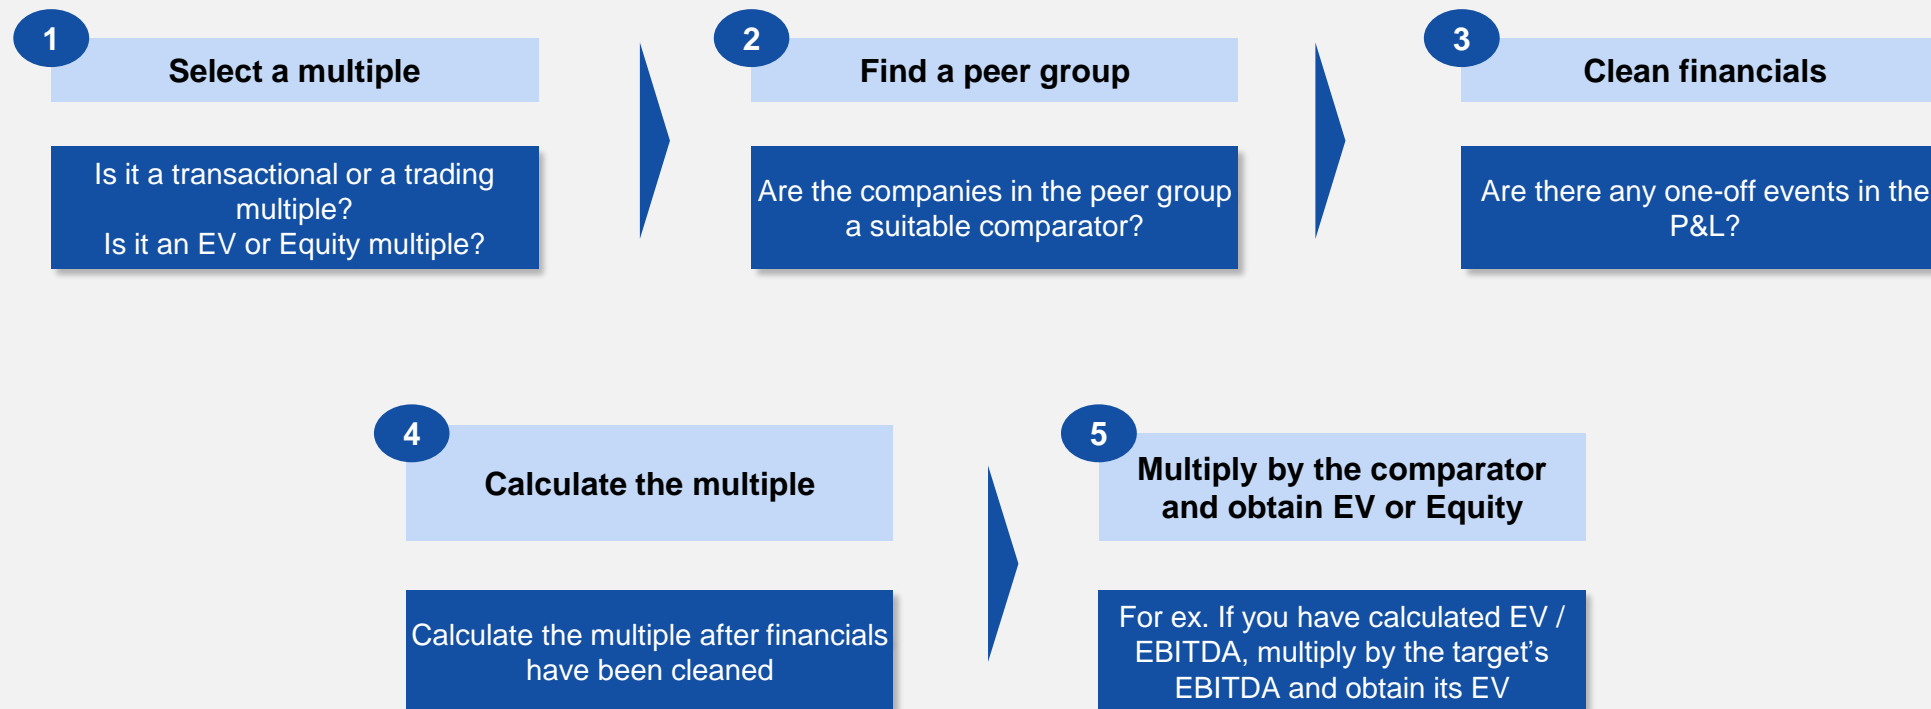 1
Select a multiple
Is it a transactional or a trading
multiple?
Is it an EV or Equity multiple?
2
Find a peer group
Are the companies in the peer group
a suitable comparator?
3
Clean financials
Are there any one-off events in the
P&L?
4
Calculate the multiple
Calculate the multiple after financials
have been cleaned
5
Multiply by the comparator
and obtain EV or Equity
For ex. If you have calculated EV /
EBITDA, multiply by the target’s
EBITDA and obtain its EV